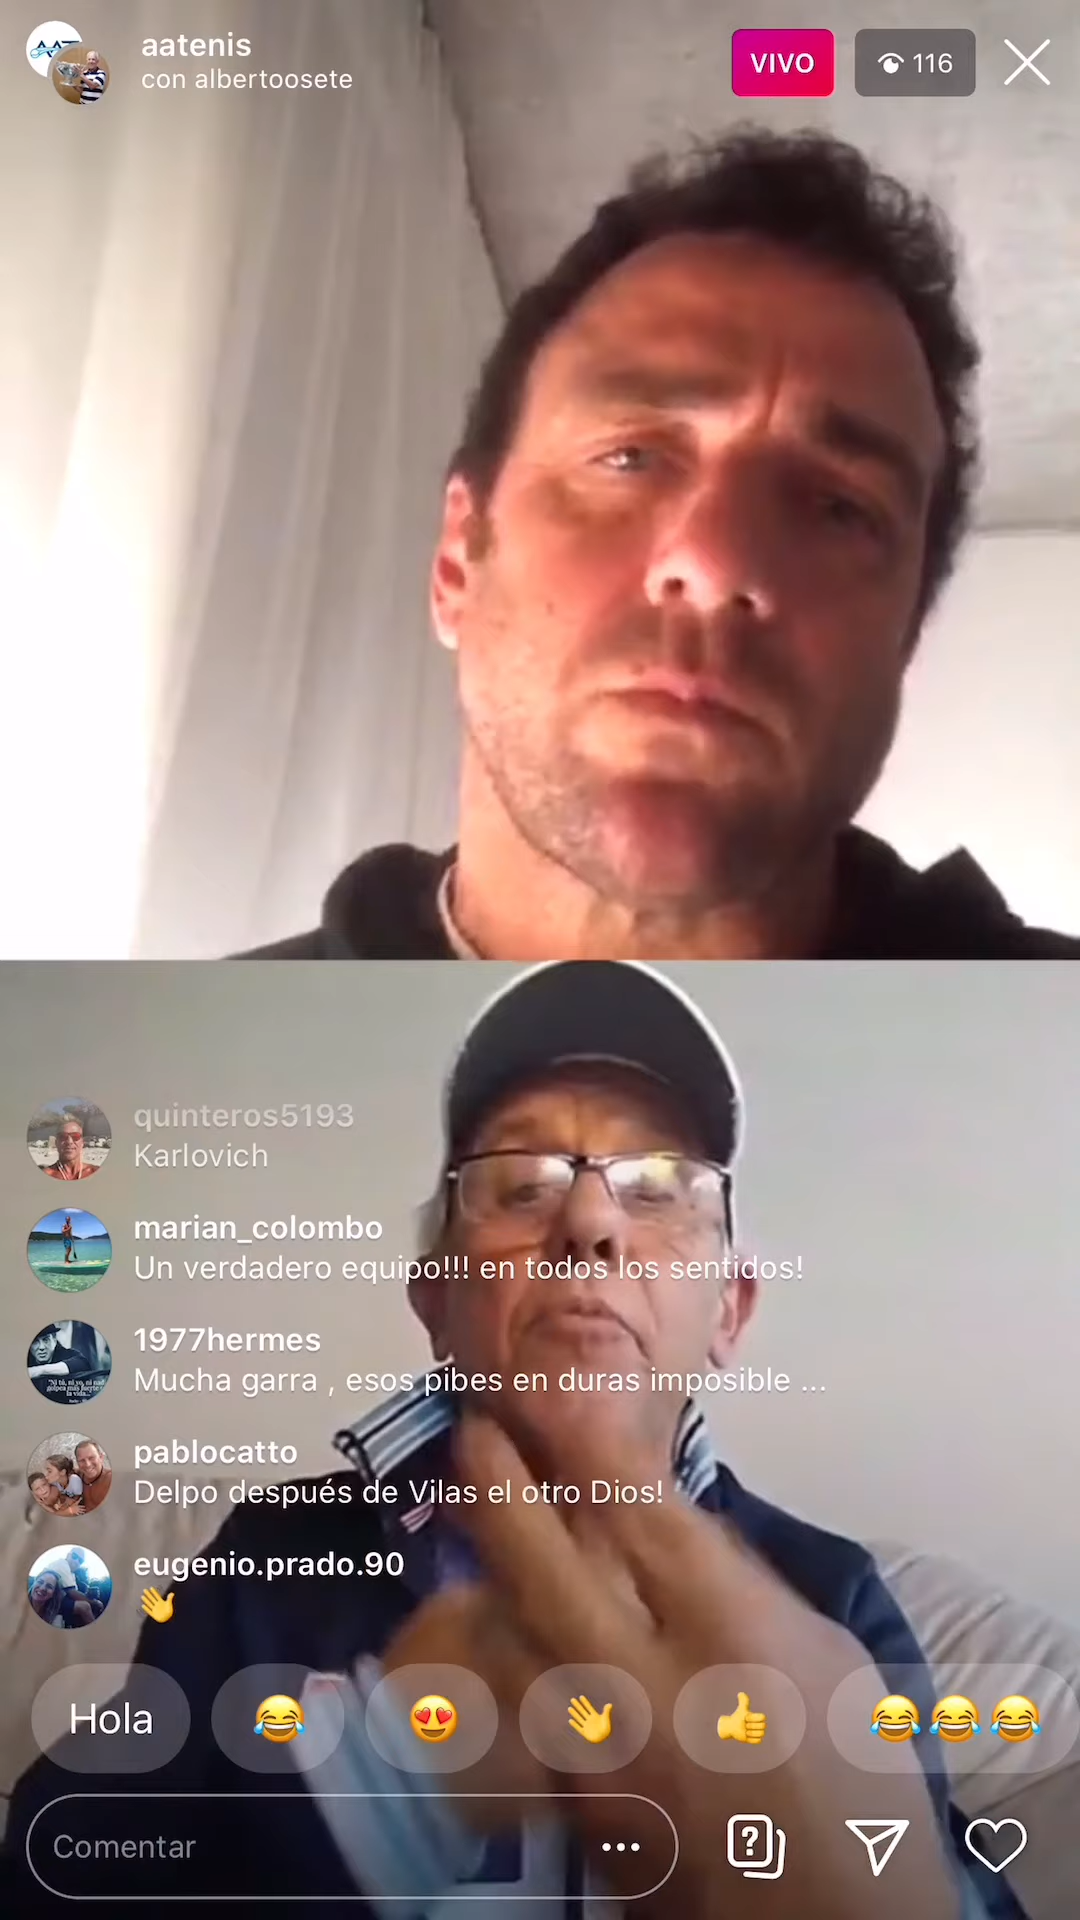 aatenis
con albertoosete
VIVO
116
quinteros5193
Karlovich
marian_colombo
Un verdadero equipo!!! en todos los sentidos!
1977hermes
Mucha garra , esos pibes en duras imposible ...
pablocatto
Delpo después de Vilas el otro Dios!
eugenio.prado.90
👋
Hola
😂
😍
👋
👍
😂😂😂
Comentar